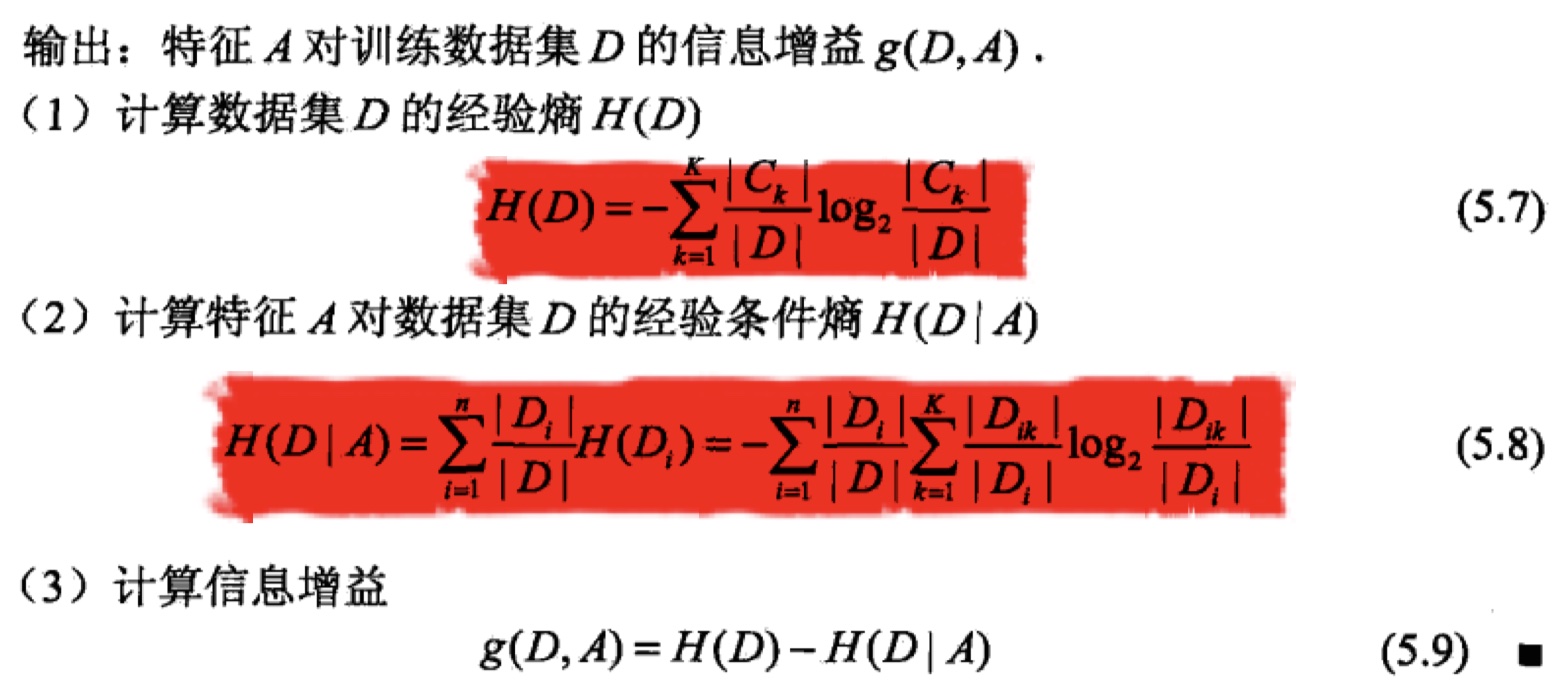 输出：特征 A 对训练数据集 D 的信息增益 g(D, A) .
（1）计算数据集 D 的经验熵 H(D)
H(D) = -\sum_{k=1}^{K} \frac{|C_k|}{|D|} \log_2 \frac{|C_k|}{|D|} (5.7)
（2）计算特征 A 对数据集 D 的经验条件熵 H(D | A)
H(D | A) = \sum_{i=1}^{n} \frac{|D_i|}{|D|} H(D_i) = -\sum_{i=1}^{n} \frac{|D_i|}{|D|} \sum_{k=1}^{K} \frac{|D_{ik}|}{|D_i|} \log_2 \frac{|D_{ik}|}{|D_i|} (5.8)
（3）计算信息增益
g(D, A) = H(D) - H(D | A) (5.9) ■